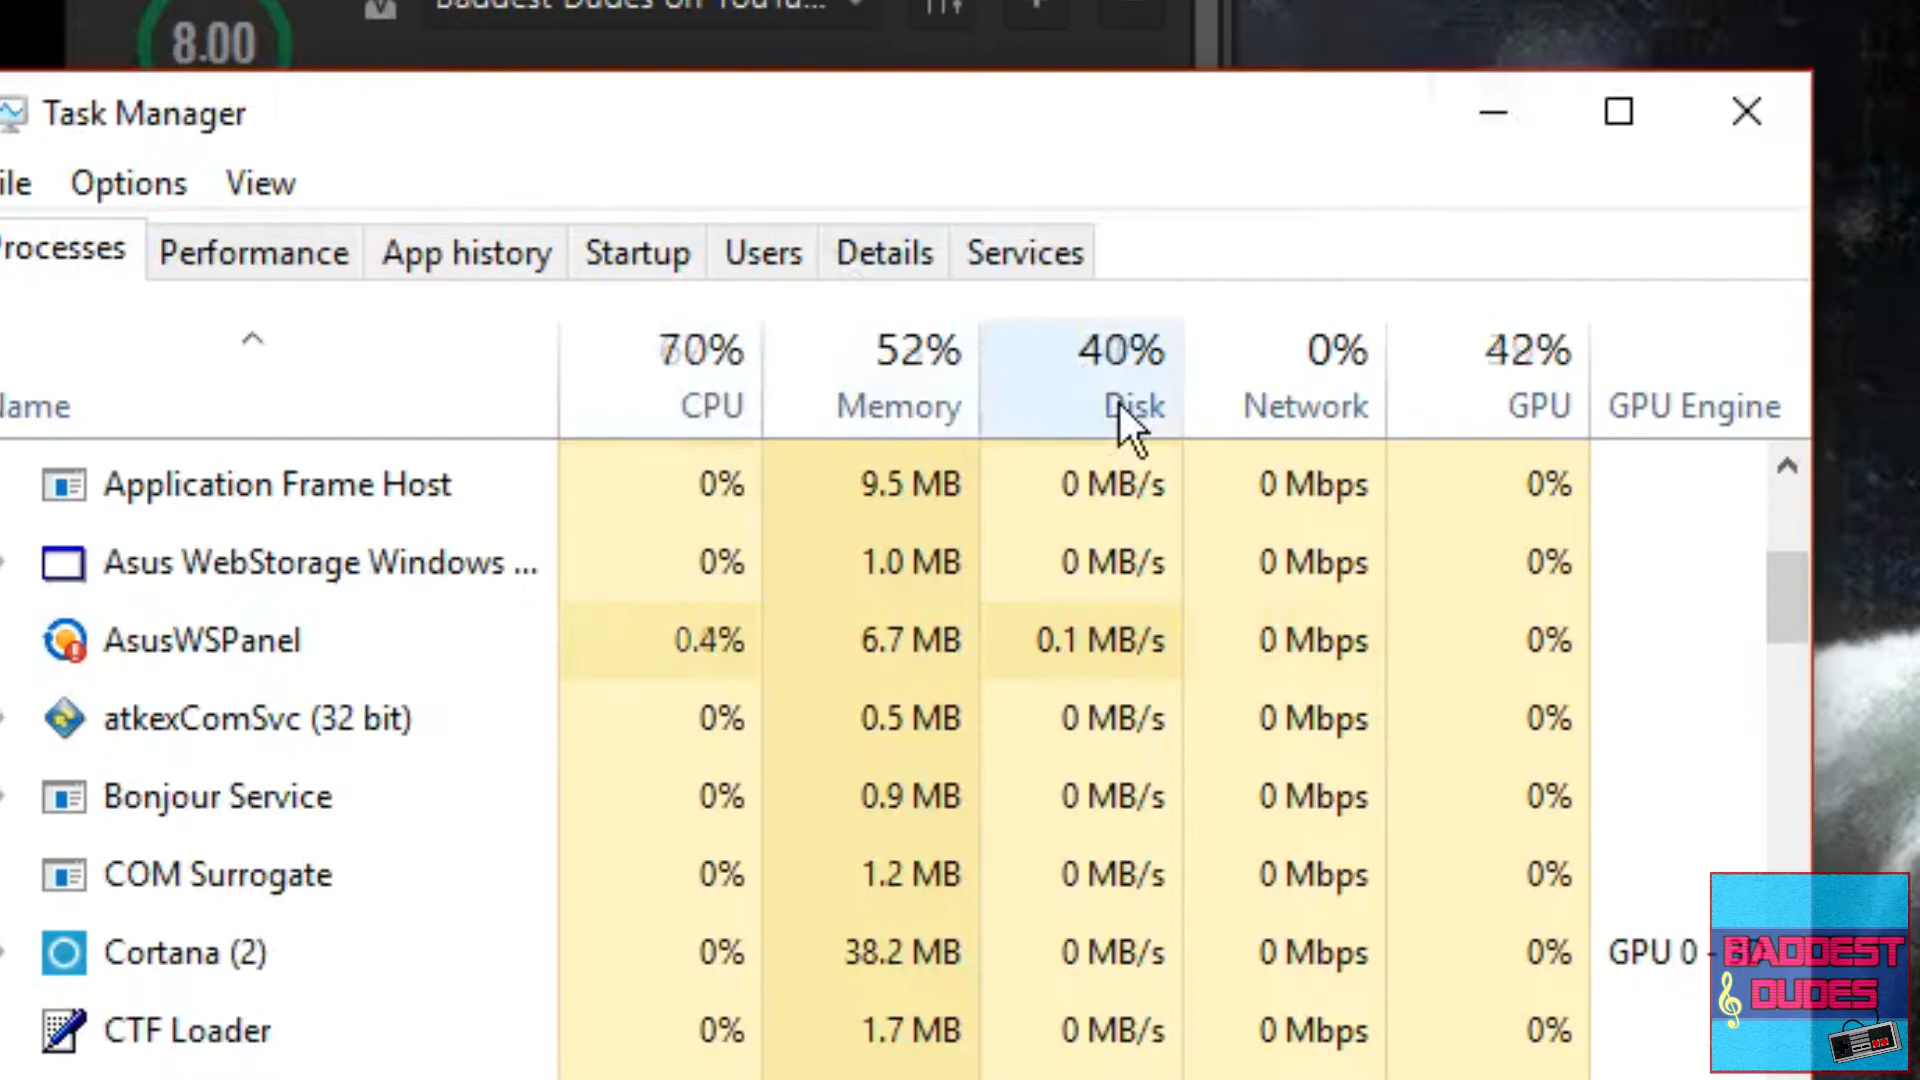 8.00
Baddest Dudes on YouTu...
Task Manager
ile Options View
rocesses Performance App history Startup Users Details Services
70% 52% 40% 0% 42%
ame CPU Memory Disk Network GPU GPU Engine
Application Frame Host 0% 9.5 MB 0 MB/s 0 Mbps 0%
Asus WebStorage Windows ... 0% 1.0 MB 0 MB/s 0 Mbps 0%
AsusWSPanel 0.4% 6.7 MB 0.1 MB/s 0 Mbps 0%
atkexComSvc (32 bit) 0% 0.5 MB 0 MB/s 0 Mbps 0%
Bonjour Service 0% 0.9 MB 0 MB/s 0 Mbps 0%
COM Surrogate 0% 1.2 MB 0 MB/s 0 Mbps 0%
Cortana (2) 0% 38.2 MB 0 MB/s 0 Mbps 0% GPU 0 -
CTF Loader 0% 1.7 MB 0 MB/s 0 Mbps 0%
BADDEST
DUDES